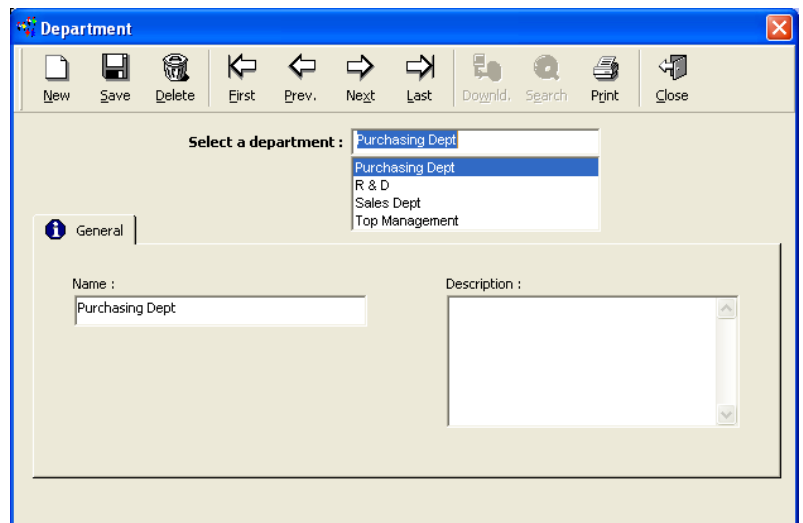 Department
New Save Delete First Prev. Next Last Downld. Search Print Close
Select a department : Purchasing Dept
Purchasing Dept
R & D
Sales Dept
Top Management
General
Name : Description :
Purchasing Dept